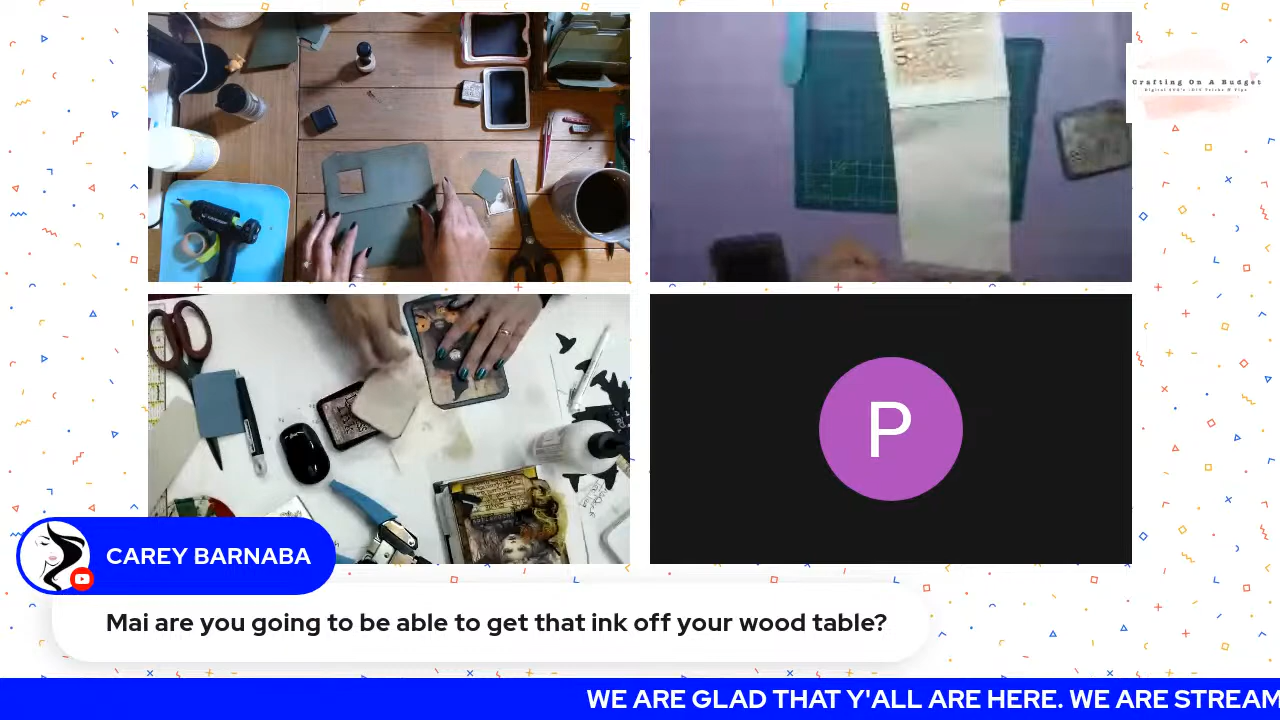 Crafting On A Budget
P
CAREY BARNABA
Mai are you going to be able to get that ink off your wood table?
WE ARE GLAD THAT Y'ALL ARE HERE. WE ARE STREAM